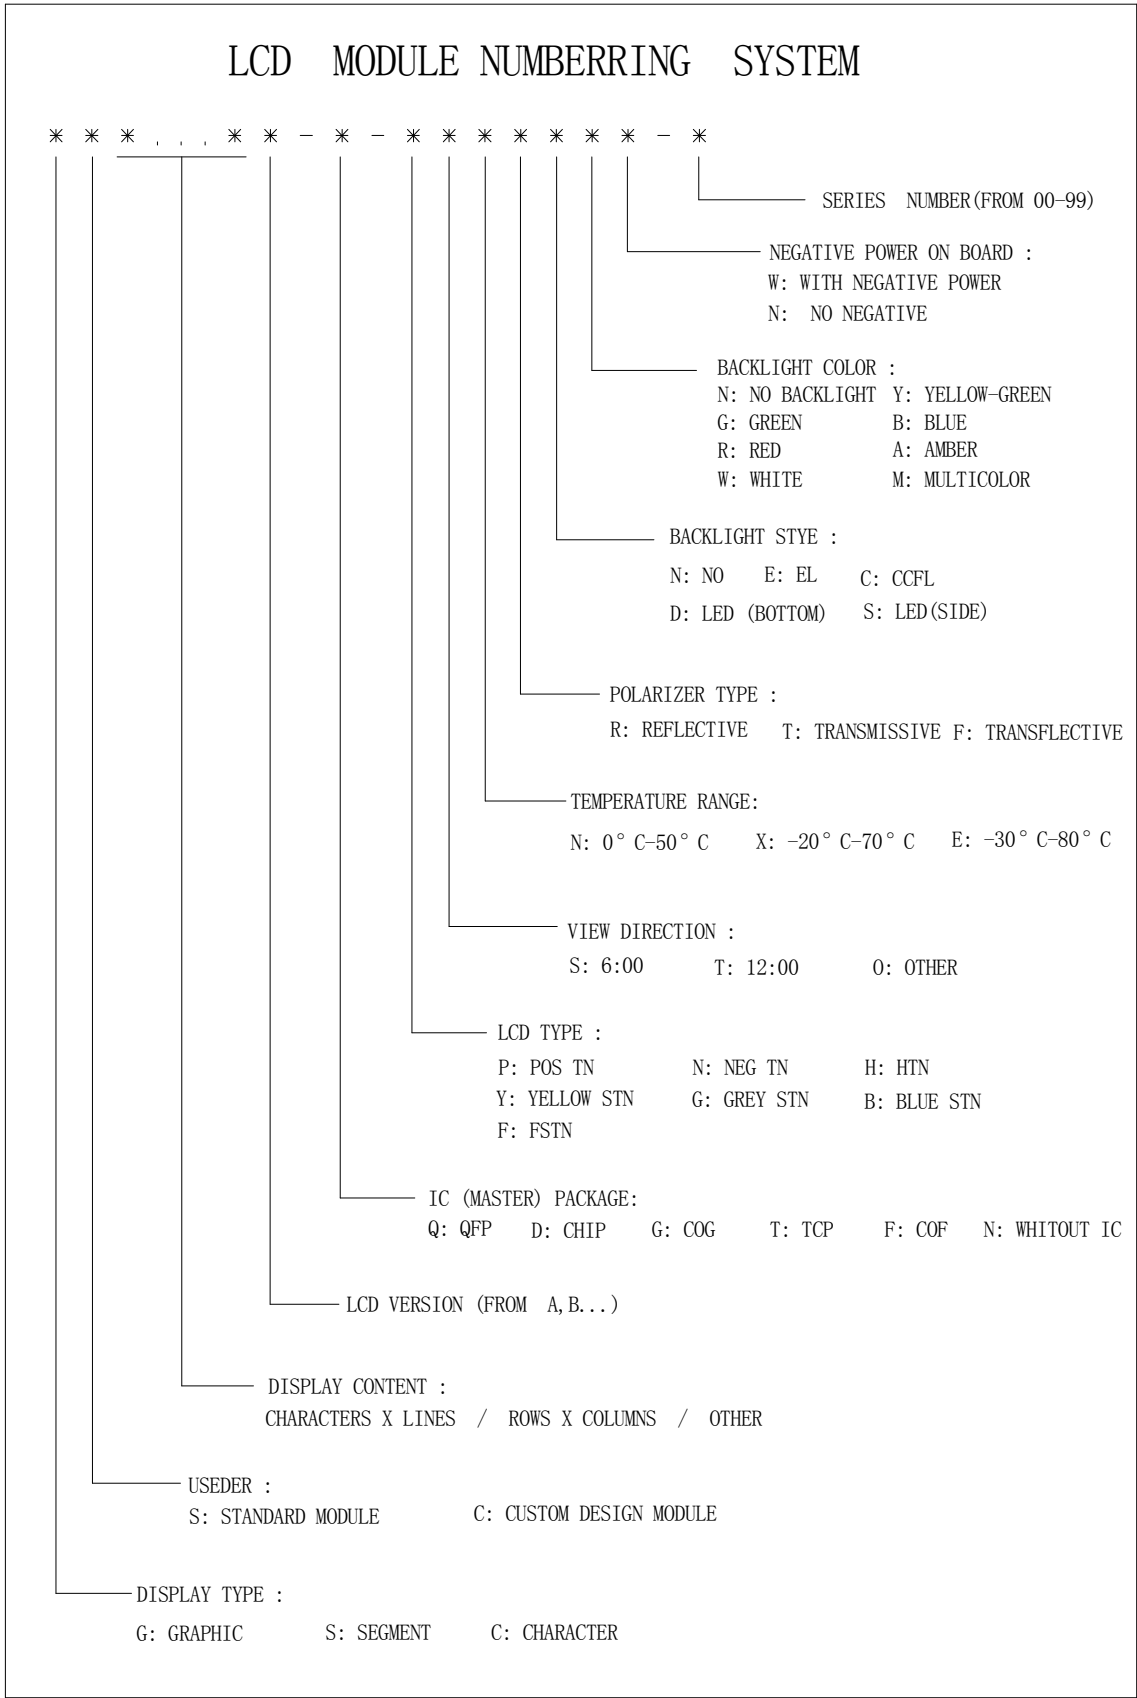 LCD MODULE NUMBERRING SYSTEM
* * * , , , * * - * - * * * * * * * - *
SERIES NUMBER(FROM 00-99)
NEGATIVE POWER ON BOARD :
W: WITH NEGATIVE POWER
N: NO NEGATIVE
BACKLIGHT COLOR :
N: NO BACKLIGHT Y: YELLOW-GREEN
G: GREEN B: BLUE
R: RED A: AMBER
W: WHITE M: MULTICOLOR
BACKLIGHT STYE :
N: NO E: EL C: CCFL
D: LED (BOTTOM) S: LED(SIDE)
POLARIZER TYPE :
R: REFLECTIVE T: TRANSMISSIVE F: TRANSFLECTIVE
TEMPERATURE RANGE:
N: 0° C-50° C X: -20° C-70° C E: -30° C-80° C
VIEW DIRECTION :
S: 6:00 T: 12:00 O: OTHER
LCD TYPE :
P: POS TN N: NEG TN H: HTN
Y: YELLOW STN G: GREY STN B: BLUE STN
F: FSTN
IC (MASTER) PACKAGE:
Q: QFP D: CHIP G: COG T: TCP F: COF N: WHITOUT IC
LCD VERSION (FROM A,B...)
DISPLAY CONTENT :
CHARACTERS X LINES / ROWS X COLUMNS / OTHER
USEDER :
S: STANDARD MODULE C: CUSTOM DESIGN MODULE
DISPLAY TYPE :
G: GRAPHIC S: SEGMENT C: CHARACTER